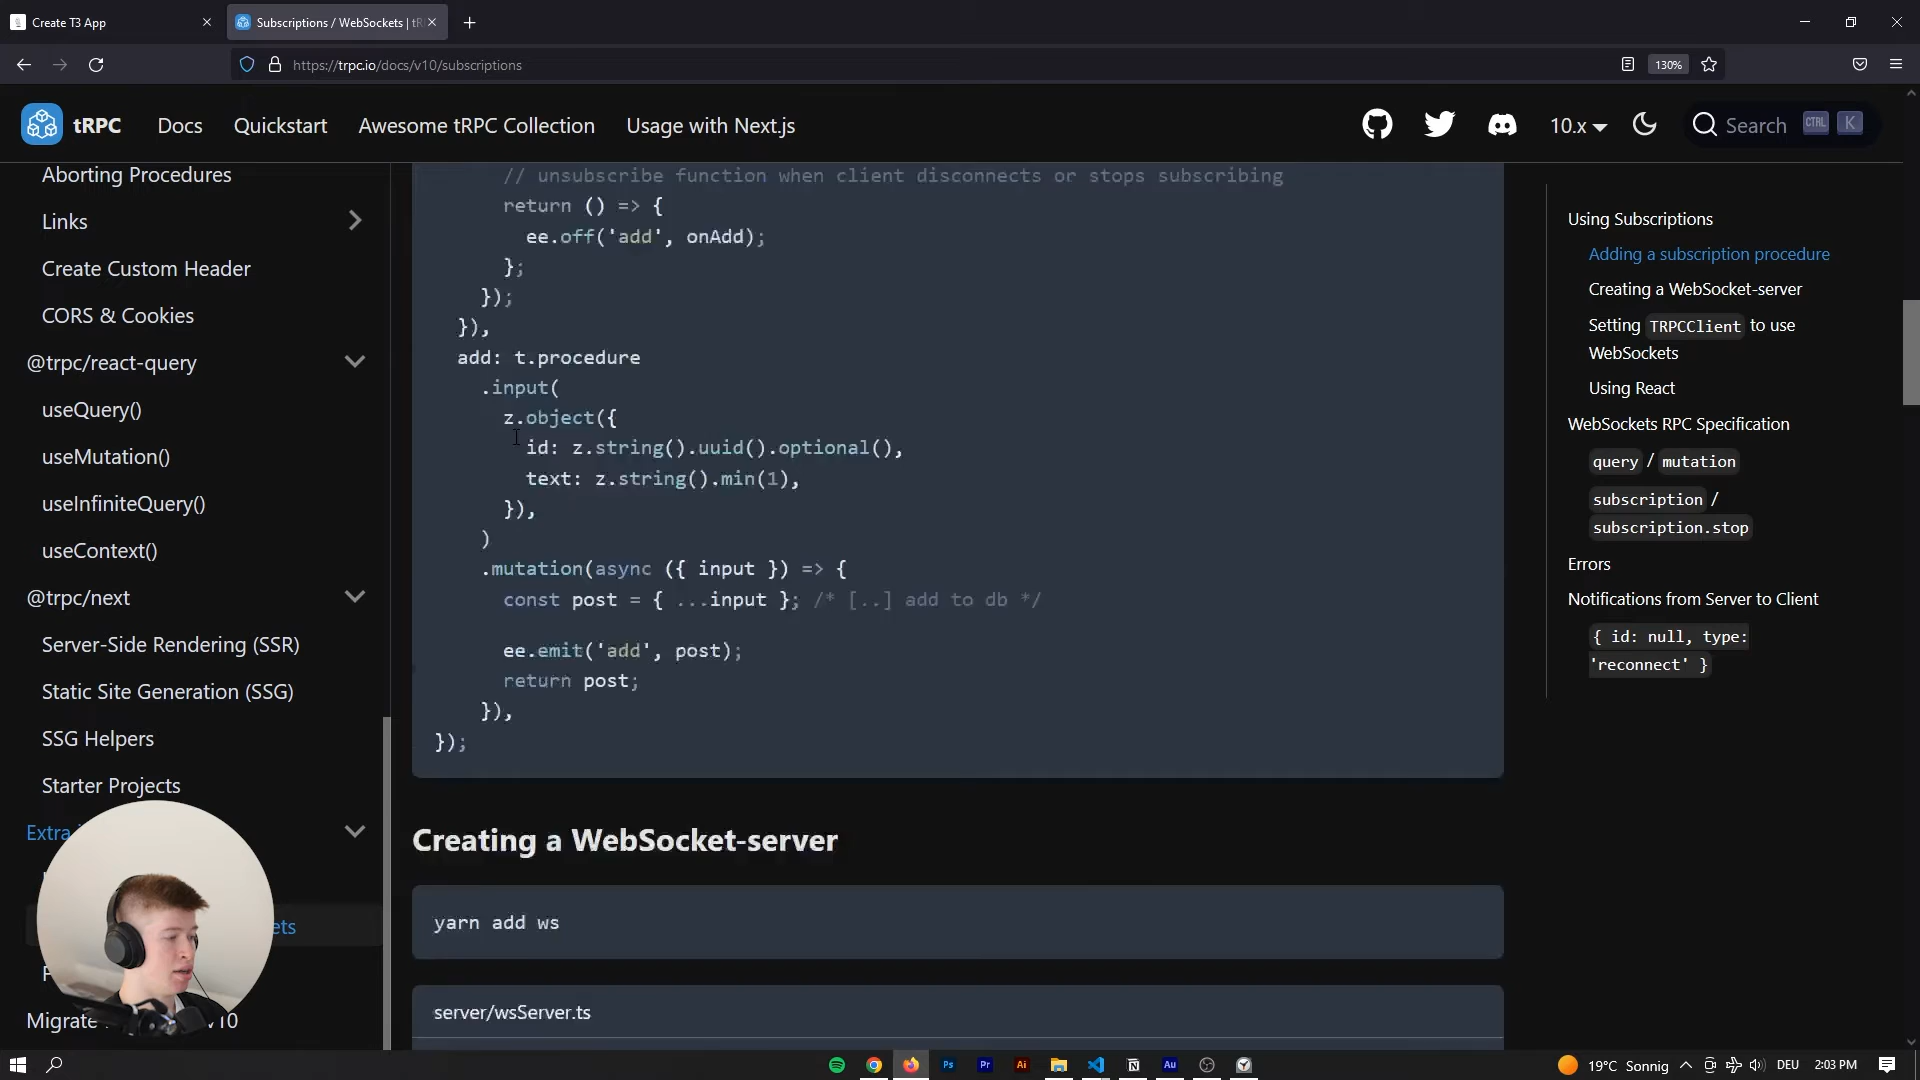 Create T3 App
Subscriptions / WebSockets | tR
https://trpc.io/docs/v10/subscriptions
130%
tRPC
Docs
Quickstart
Awesome tRPC Collection
Usage with Next.js
10.x
Search
CTRL
K
Aborting Procedures
Links
Create Custom Header
CORS & Cookies
@trpc/react-query
useQuery()
useMutation()
useInfiniteQuery()
useContext()
@trpc/next
Server-Side Rendering (SSR)
Static Site Generation (SSG)
SSG Helpers
Starter Projects
Extra
ets
Migrate
v10
// unsubscribe function when client disconnects or stops subscribing
return () => {
ee.off('add', onAdd);
};
});
}),
add: t.procedure
.input(
z.object({
id: z.string().uuid().optional(),
text: z.string().min(1),
}),
)
.mutation(async ({ input }) => {
const post = { ...input }; /* [..] add to db */
ee.emit('add', post);
return post;
}),
});
Creating a WebSocket-server
yarn add ws
server/wsServer.ts
Using Subscriptions
Adding a subscription procedure
Creating a WebSocket-server
Setting TRPCClient to use
WebSockets
Using React
WebSockets RPC Specification
query / mutation
subscription /
subscription.stop
Errors
Notifications from Server to Client
{ id: null, type:
'reconnect' }
Ps
Pr
Ai
N
Au
19°C Sonnig
DEU
2:03 PM